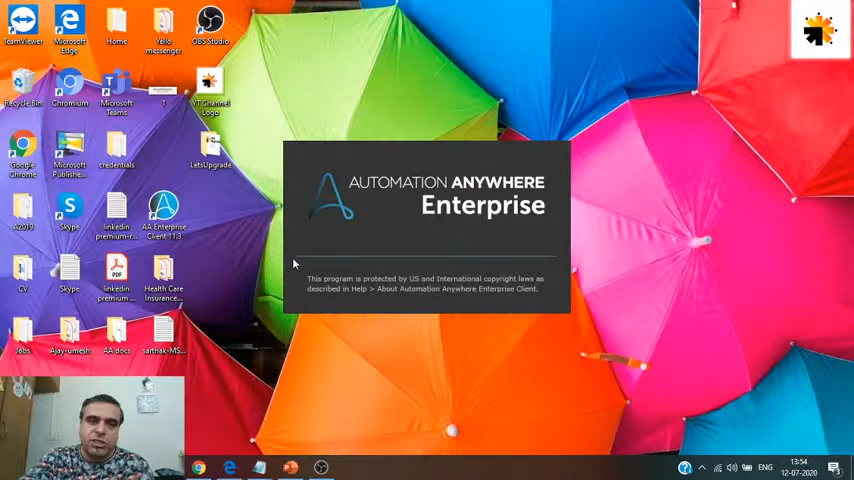 TeamViewer
Microsoft
Edge
Home
Yello
messenger
OBS Studio
Recycle Bin
Chromium
Microsoft
Teams
1
YT Channel
Logo
Google
Chrome
Microsoft
Publishe...
credentials
LetsUpgrade
A2019
Skype
linkedin
premium-r...
AA Enterprise
Client 11.3
CV
Skype
PDF
linkedin
premium ...
Health Care
Insurance...
Jobs
Ajay-umesh
AA docs
sarthak-MS...
AUTOMATION ANYWHERE
Enterprise
This program is protected by US and International copyright laws as
described in Help > About Automation Anywhere Enterprise Client.
ENG
13:54
12-07-2020